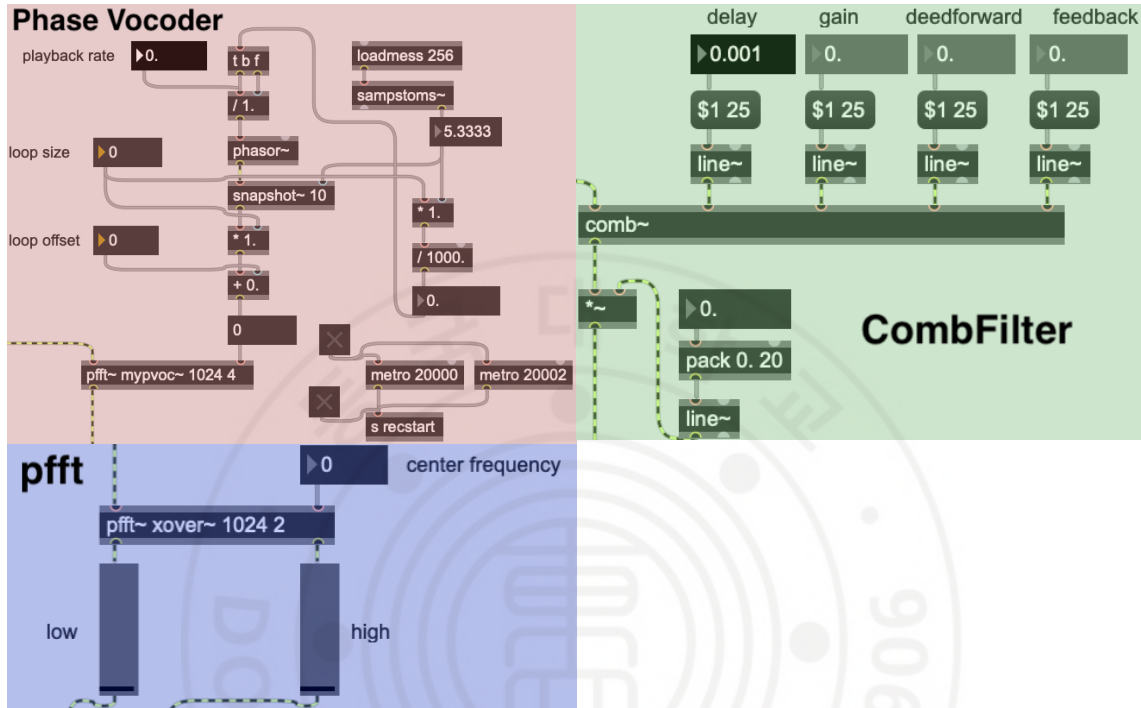 Phase Vocoder
playback rate
0.
t b f
/ 1.
phasor~
loop size
0
snapshot~ 10
loop offset
0
* 1.
+ 0.
0
pfft~ mypvoc~ 1024 4
loadmess 256
sampstoms~
5.3333
* 1.
/ 1000.
0.
metro 20000
metro 20002
s recstart
delay
gain
deedforward
feedback
0.001
0.
0.
0.
$1 25
$1 25
$1 25
$1 25
line~
line~
line~
line~
comb~
*~
0.
pack 0. 20
line~
CombFilter
pfft
0
center frequency
pfft~ xover~ 1024 2
low
high